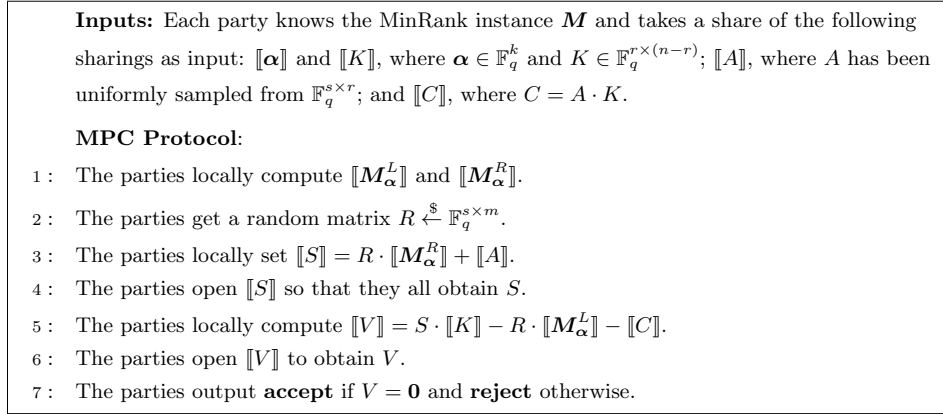 Inputs: Each party knows the MinRank instance M and takes a share of the following
sharings as input: ⟦α⟧ and ⟦K⟧, where α ∈ 𝔽_q^k and K ∈ 𝔽_q^{r×(n−r)}; ⟦A⟧, where A has been
uniformly sampled from 𝔽_q^{s×r}; and ⟦C⟧, where C = A · K.
MPC Protocol:
1 : The parties locally compute ⟦M_α^L⟧ and ⟦M_α^R⟧.
2 : The parties get a random matrix R ←$ 𝔽_q^{s×m}.
3 : The parties locally set ⟦S⟧ = R · ⟦M_α^R⟧ + ⟦A⟧.
4 : The parties open ⟦S⟧ so that they all obtain S.
5 : The parties locally compute ⟦V⟧ = S · ⟦K⟧ − R · ⟦M_α^L⟧ − ⟦C⟧.
6 : The parties open ⟦V⟧ to obtain V.
7 : The parties output accept if V = 0 and reject otherwise.